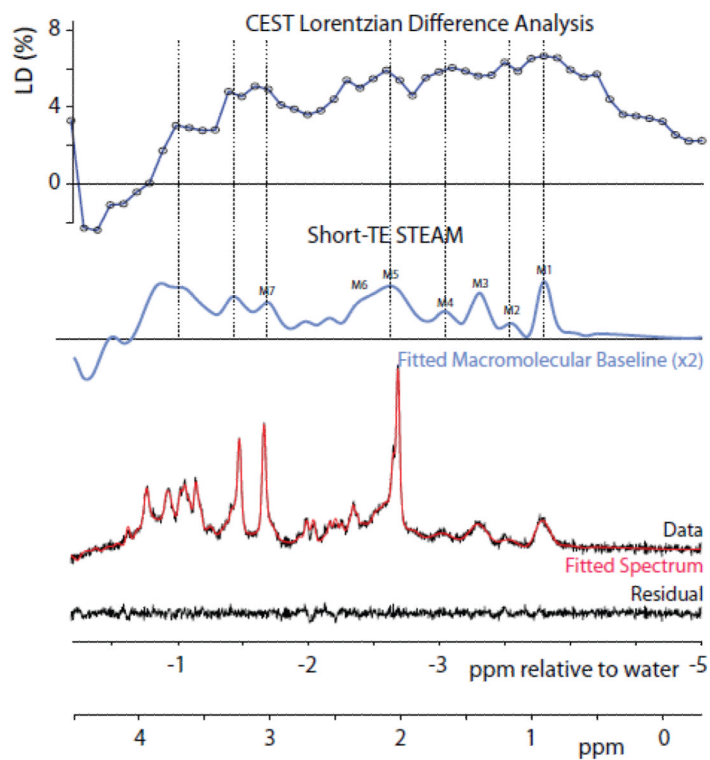 CEST Lorentzian Difference Analysis
LD (%)
8
4
0
Short-TE STEAM
M7
M6
M5
M4
M3
M2
M1
Fitted Macromolecular Baseline (x2)
Data
Fitted Spectrum
Residual
-1 -2 -3 ppm relative to water -5
4 3 2 1 ppm 0